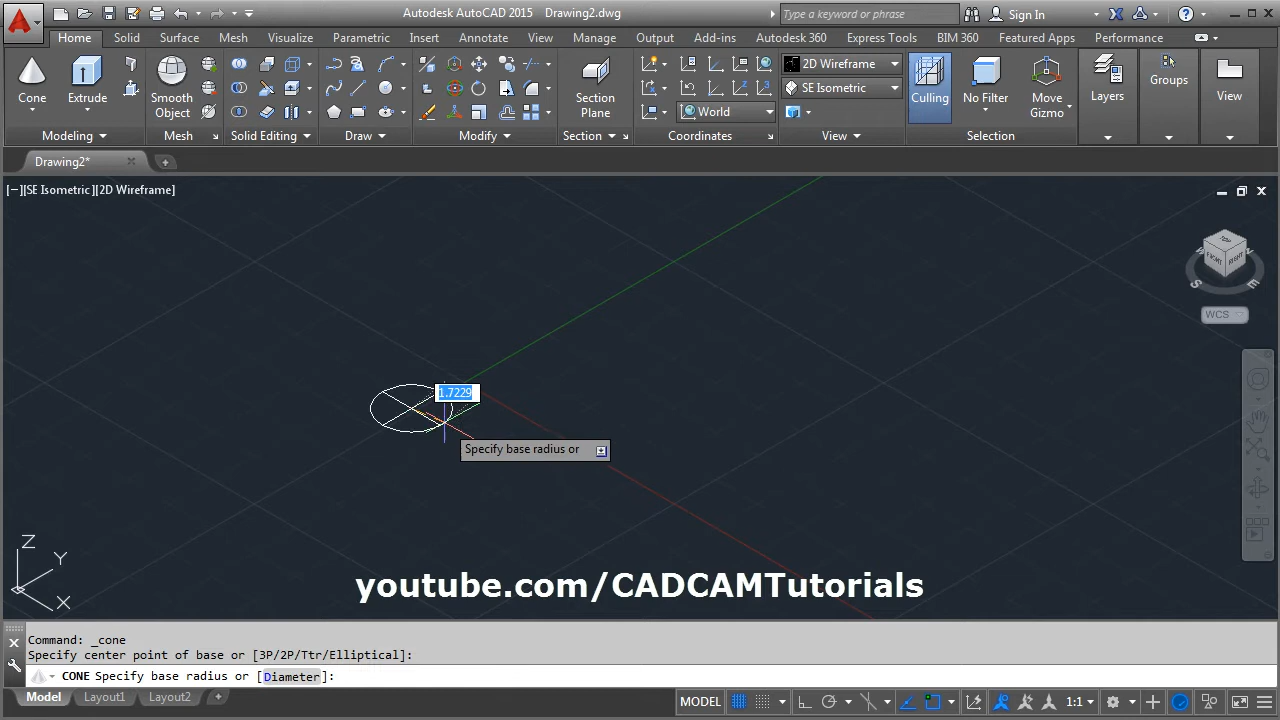 Autodesk AutoCAD 2015 Drawing2.dwg
Type a keyword or phrase
Sign In
Home Solid Surface Mesh Visualize Parametric Insert Annotate View Manage Output Add-ins Autodesk 360 Express Tools BIM 360 Featured Apps Performance
Cone
Extrude
Smooth
Object
Section
Plane
2D Wireframe
SE Isometric
World
Culling
No Filter
Move
Gizmo
Layers
Groups
View
Modeling
Mesh
Solid Editing
Draw
Modify
Section
Coordinates
View
Selection
Drawing2*
[−][SE Isometric][2D Wireframe]
TOP
FRONT
RIGHT
W
S
E
WCS
1.7229
Specify base radius or
Z
Y
X
youtube.com/CADCAMTutorials
Command: _cone
Specify center point of base or [3P/2P/Ttr/Elliptical]:
CONE Specify base radius or [Diameter]:
Model Layout1 Layout2
MODEL
1:1